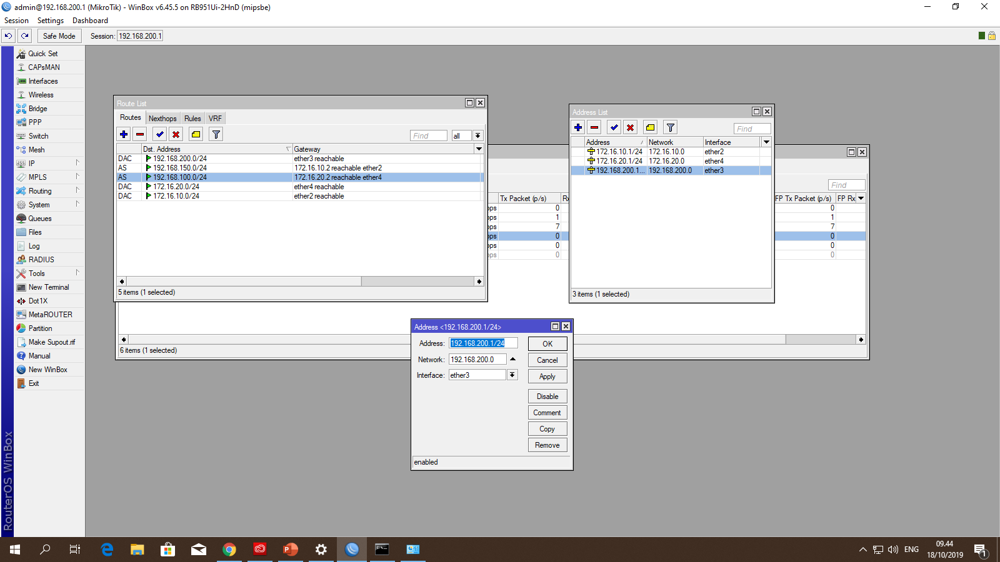 admin@192.168.200.1 (MikroTik) - WinBox v6.45.5 on RB951Ui-2HnD (mipsbe)
Session Settings Dashboard
Safe Mode Session: 192.168.200.1
Quick Set
CAPsMAN
Interfaces
Wireless
Bridge
PPP
Switch
Mesh
IP
MPLS
Routing
System
Queues
Files
Log
RADIUS
Tools
New Terminal
Dot1X
MetaROUTER
Partition
Make Supout.rif
Manual
New WinBox
Exit
RouterOS WinBox
Route List
Routes Nexthops Rules VRF
Find all
Dst. Address Gateway
DAC 192.168.200.0/24 ether3 reachable
AS 192.168.150.0/24 172.16.10.2 reachable ether2
AS 192.168.100.0/24 172.16.20.2 reachable ether4
DAC 172.16.20.0/24 ether4 reachable
DAC 172.16.10.0/24 ether2 reachable
5 items (1 selected)
Address List
Find
Address Network Interface
172.16.10.1/24 172.16.10.0 ether2
172.16.20.1/24 172.16.20.0 ether4
192.168.200.1... 192.168.200.0 ether3
3 items (1 selected)
Find
Tx Packet (p/s) Rx FP Tx Packet (p/s) FP Rx
ops 0 0
ops 1 1
ops 7 7
ops 0 0
ops 0 0
ops 0 0
6 items (1 selected)
Address <192.168.200.1/24>
Address: 192.168.200.1/24 OK
Network: 192.168.200.0 Cancel
Interface: ether3 Apply
Disable
Comment
Copy
Remove
enabled
ENG
09.44
18/10/2019
1